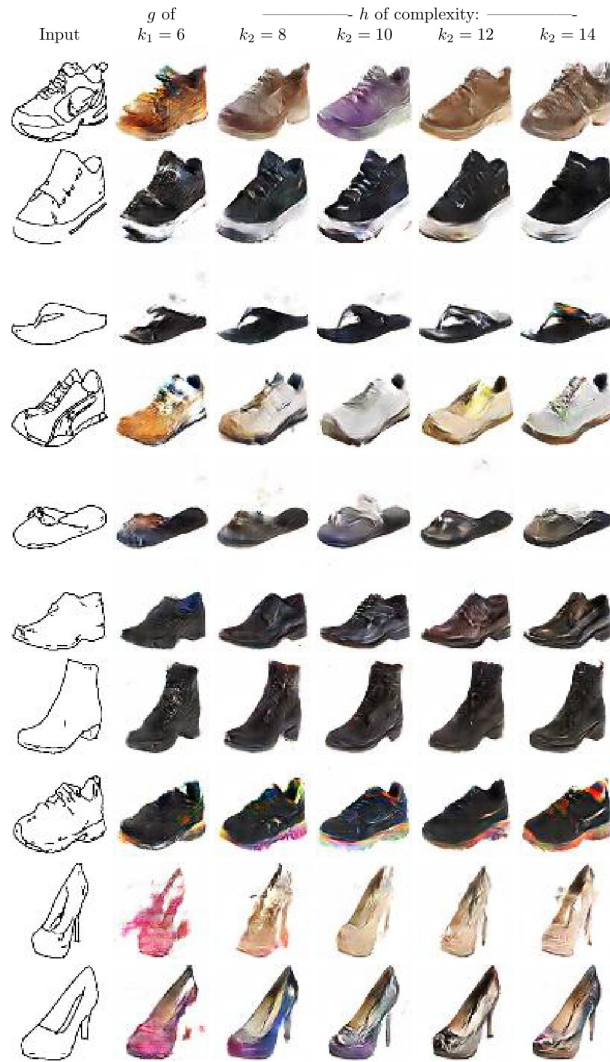 g of h of complexity:
Input k₁ = 6 k₂ = 8 k₂ = 10 k₂ = 12 k₂ = 14